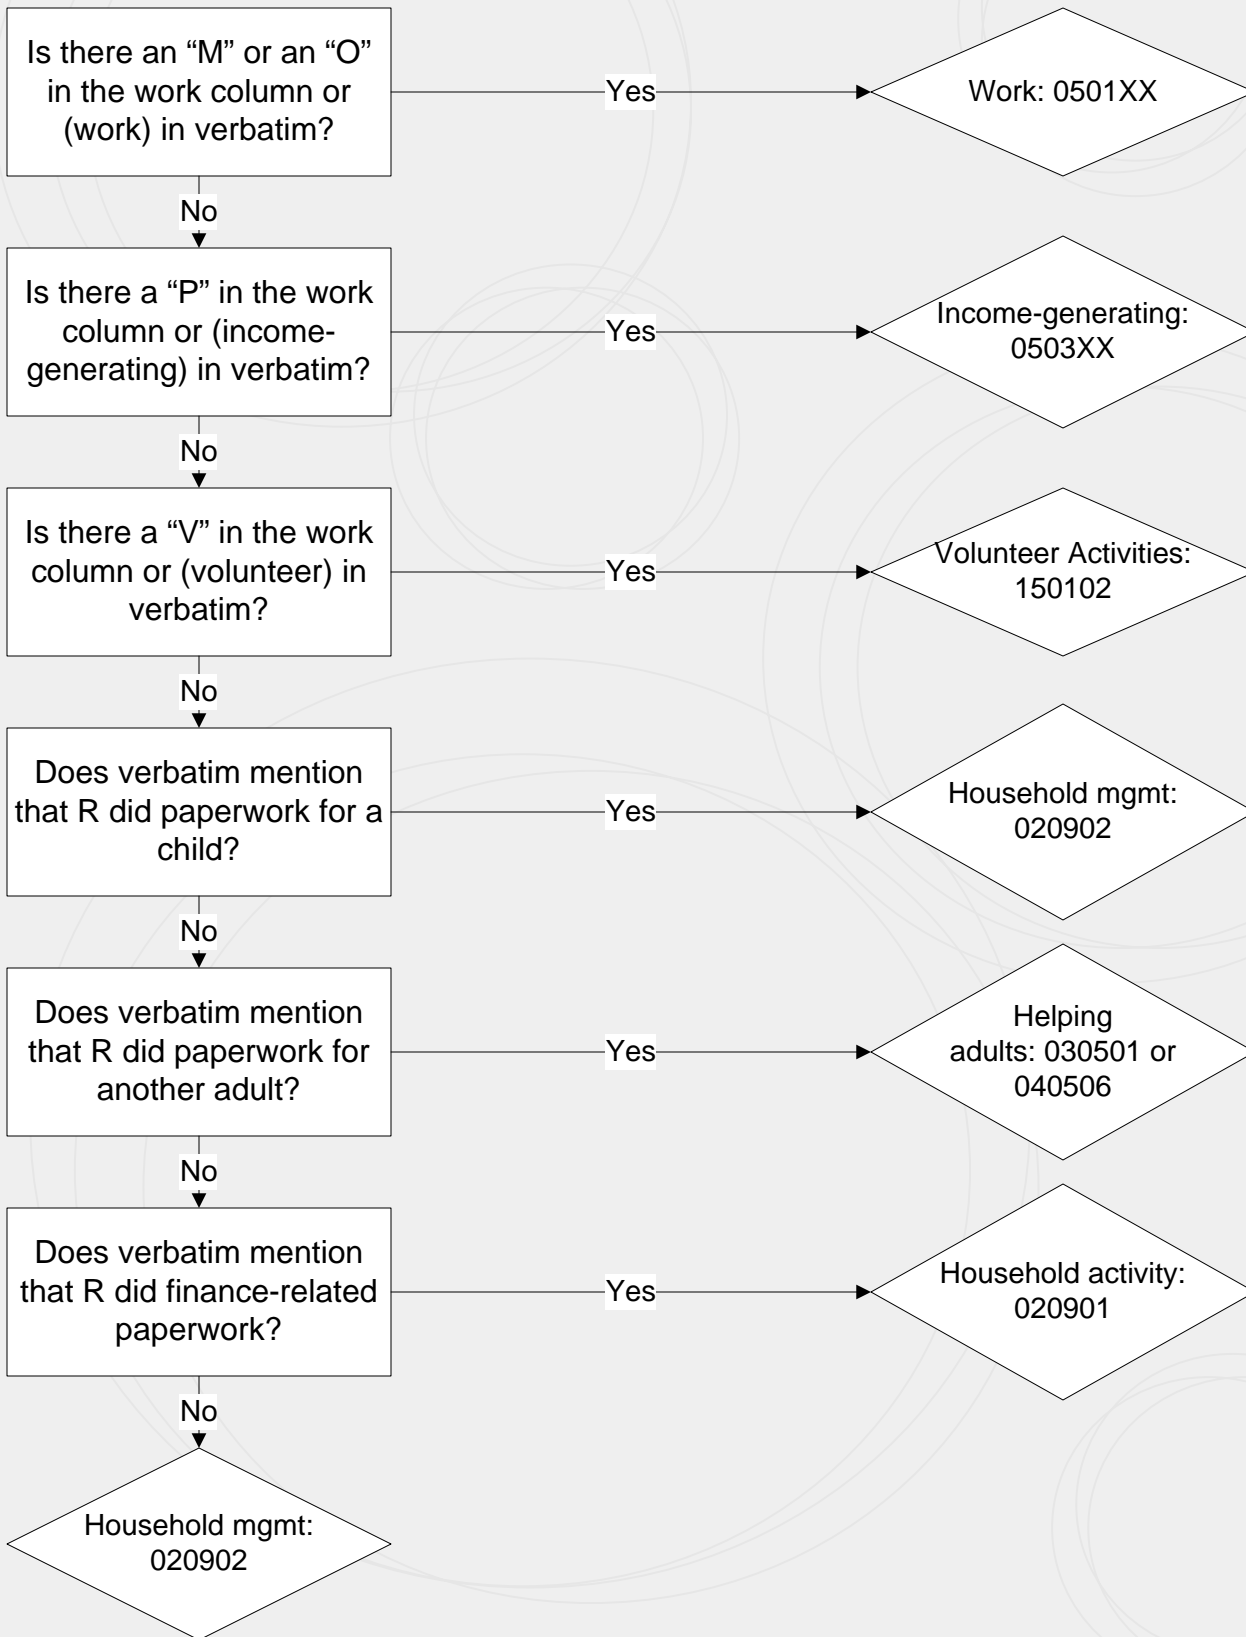 Is there an “M” or an “O”
in the work column or
(work) in verbatim?
Yes
Work: 0501XX
No
Is there a “P” in the work
column or (income-
generating) in verbatim?
Yes
Income-generating:
0503XX
No
Is there a “V” in the work
column or (volunteer) in
verbatim?
Yes
Volunteer Activities:
150102
No
Does verbatim mention
that R did paperwork for a
child?
Yes
Household mgmt:
020902
No
Does verbatim mention
that R did paperwork for
another adult?
Yes
Helping
adults: 030501 or
040506
No
Does verbatim mention
that R did finance-related
paperwork?
Yes
Household activity:
020901
No
Household mgmt:
020902